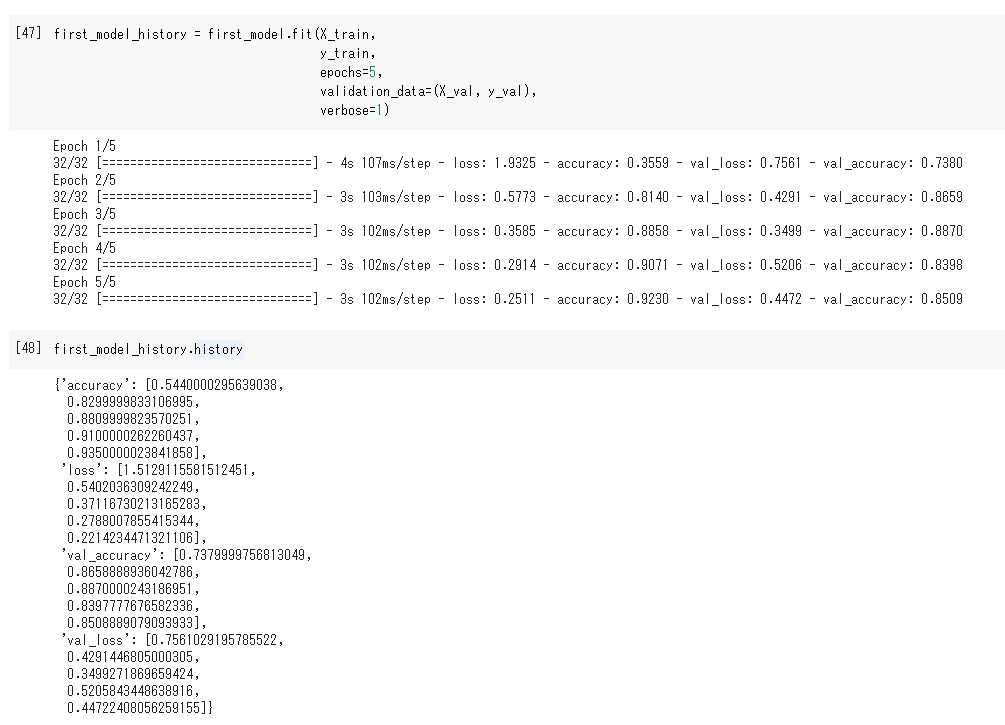 [47] first_model_history = first_model.fit(X_train,
y_train,
epochs=5,
validation_data=(X_val, y_val),
verbose=1)
Epoch 1/5
32/32 [==============================] - 4s 107ms/step - loss: 1.9325 - accuracy: 0.3559 - val_loss: 0.7561 - val_accuracy: 0.7380
Epoch 2/5
32/32 [==============================] - 3s 103ms/step - loss: 0.5773 - accuracy: 0.8140 - val_loss: 0.4291 - val_accuracy: 0.8659
Epoch 3/5
32/32 [==============================] - 3s 102ms/step - loss: 0.3585 - accuracy: 0.8858 - val_loss: 0.3499 - val_accuracy: 0.8870
Epoch 4/5
32/32 [==============================] - 3s 102ms/step - loss: 0.2914 - accuracy: 0.9071 - val_loss: 0.5206 - val_accuracy: 0.8398
Epoch 5/5
32/32 [==============================] - 3s 102ms/step - loss: 0.2511 - accuracy: 0.9230 - val_loss: 0.4472 - val_accuracy: 0.8509
[48] first_model_history.history
{'accuracy': [0.5440000295639038,
0.8299999833106995,
0.8809999823570251,
0.9100000262260437,
0.9350000023841858],
'loss': [1.5129115581512451,
0.5402036309242249,
0.37116730213165283,
0.2788007855415344,
0.2214234471321106],
'val_accuracy': [0.7379999756813049,
0.8658888936042786,
0.8870000243186951,
0.8397777676582336,
0.8508889079093933],
'val_loss': [0.7561029195785522,
0.4291446805000305,
0.3499271869659424,
0.5205843448638916,
0.44722408056259155]}